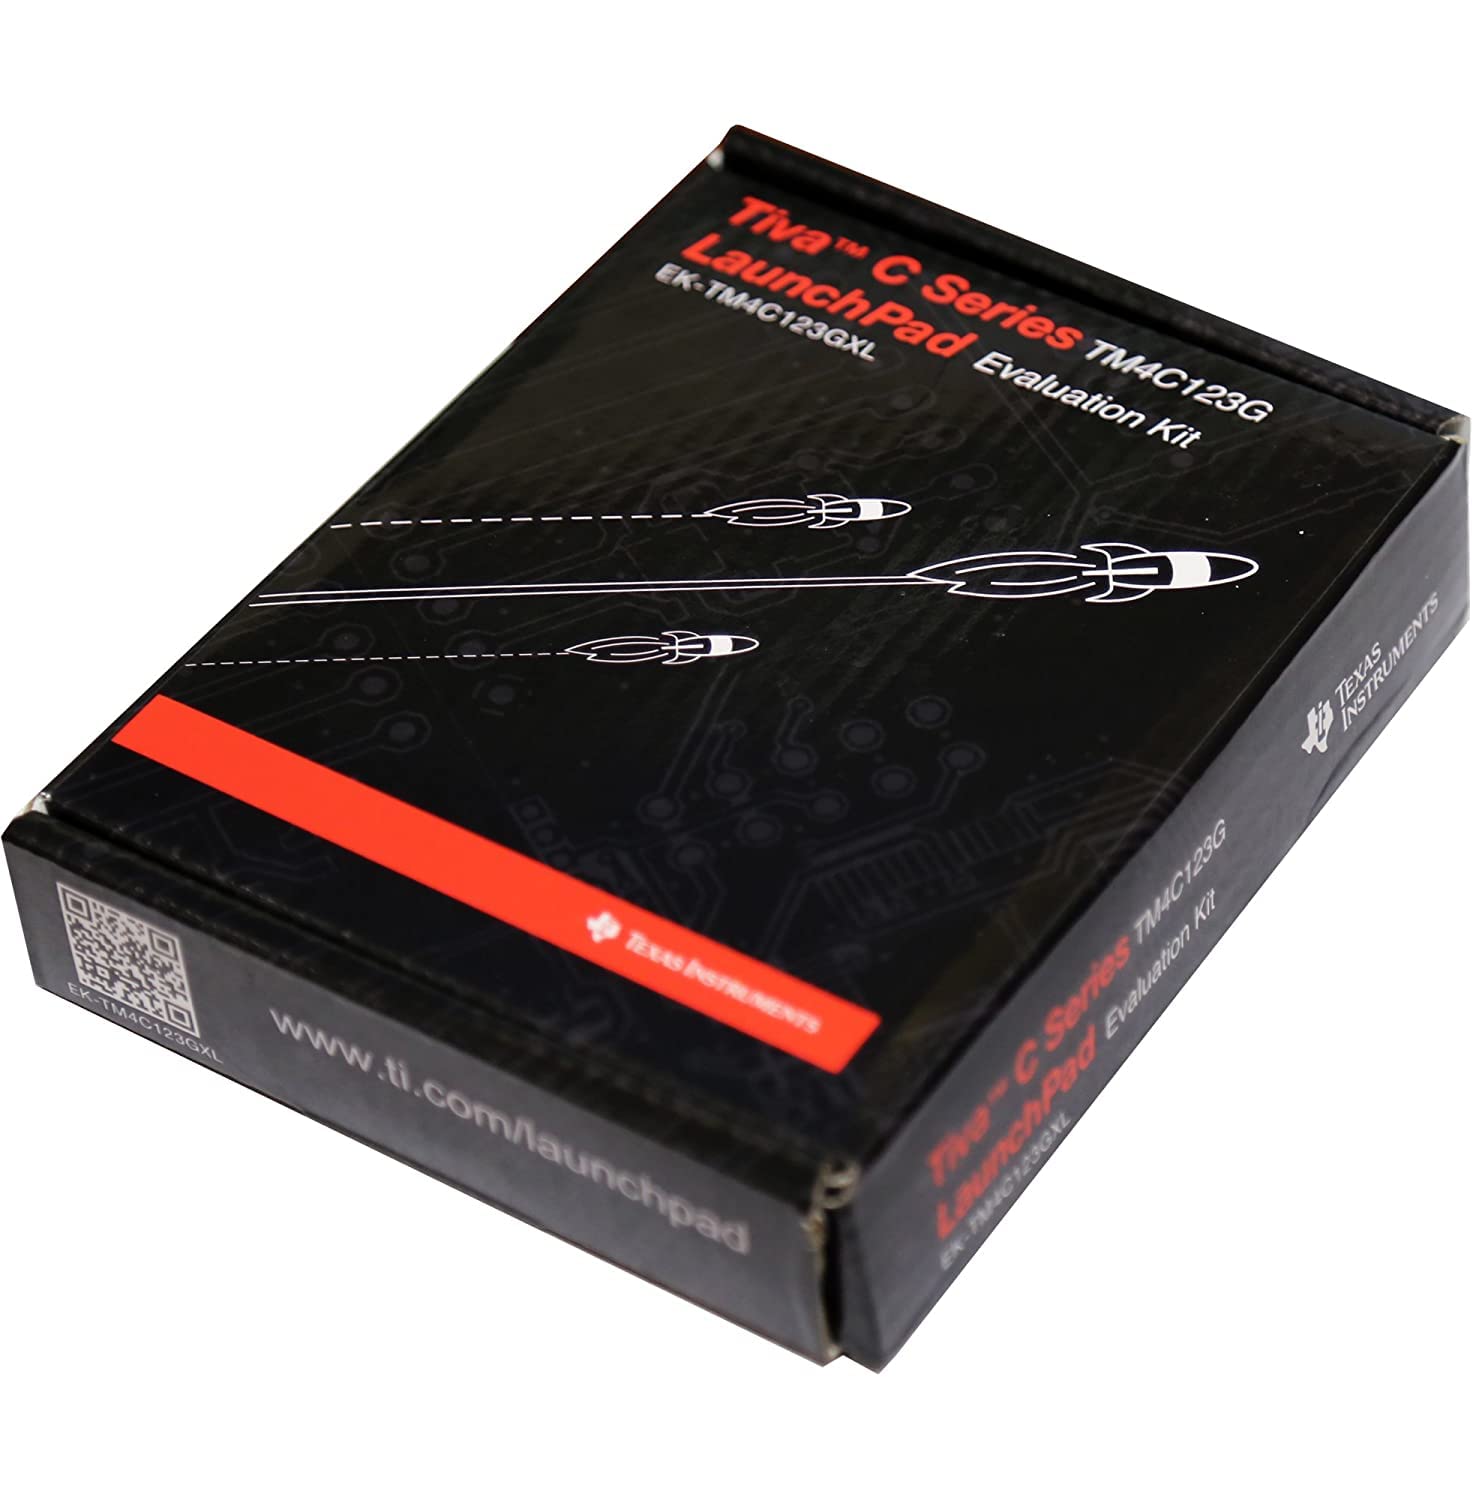 Tiva™ C Series TM4C123G
LaunchPad Evaluation Kit
EK-TM4C123GXL
TEXAS INSTRUMENTS
EK-TM4C123GXL
www.ti.com/launchpad
Tiva™ C Series TM4C123G
LaunchPad Evaluation Kit
EK-TM4C123GXL
TEXAS
INSTRUMENTS